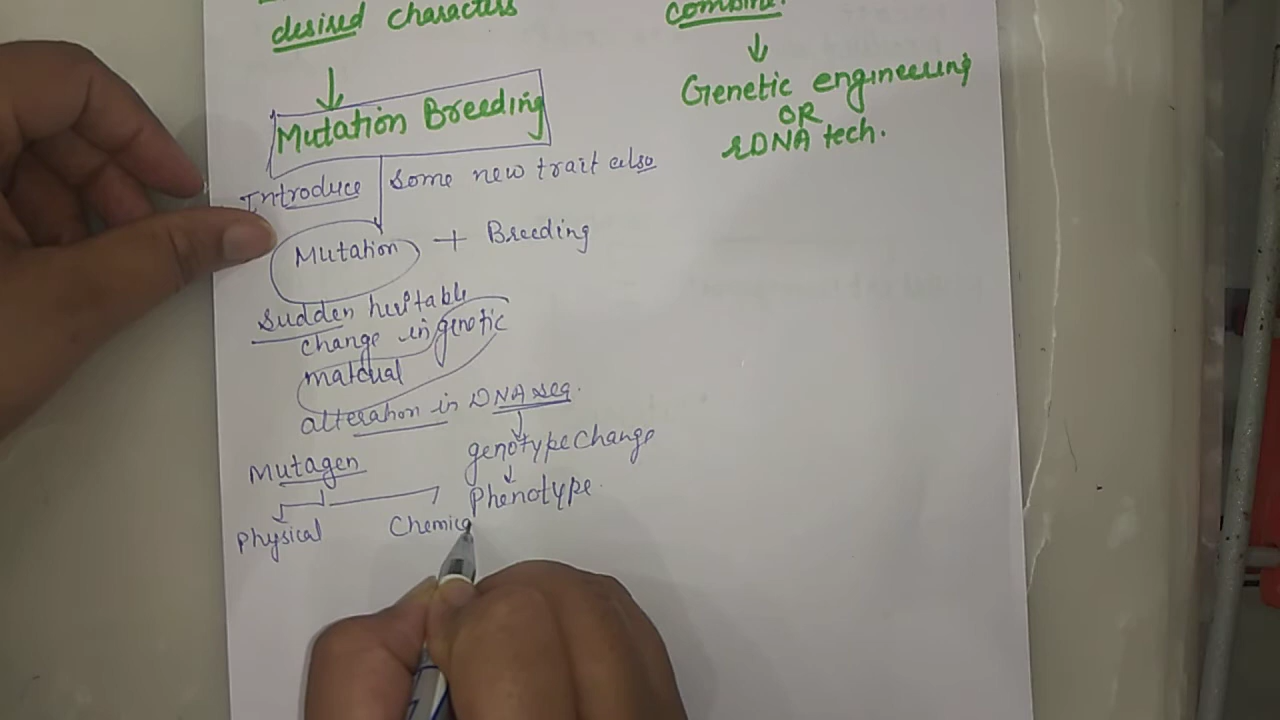 desired characters
Mutation Breeding
Introduce some new trait also
Mutation + Breeding
Sudden heritable
change in genetic
material
alteration in DNA seq.
genotype change
Phenotype.
Mutagen
Physical
Chemica
combine.
Genetic engineering
OR
rDNA tech.